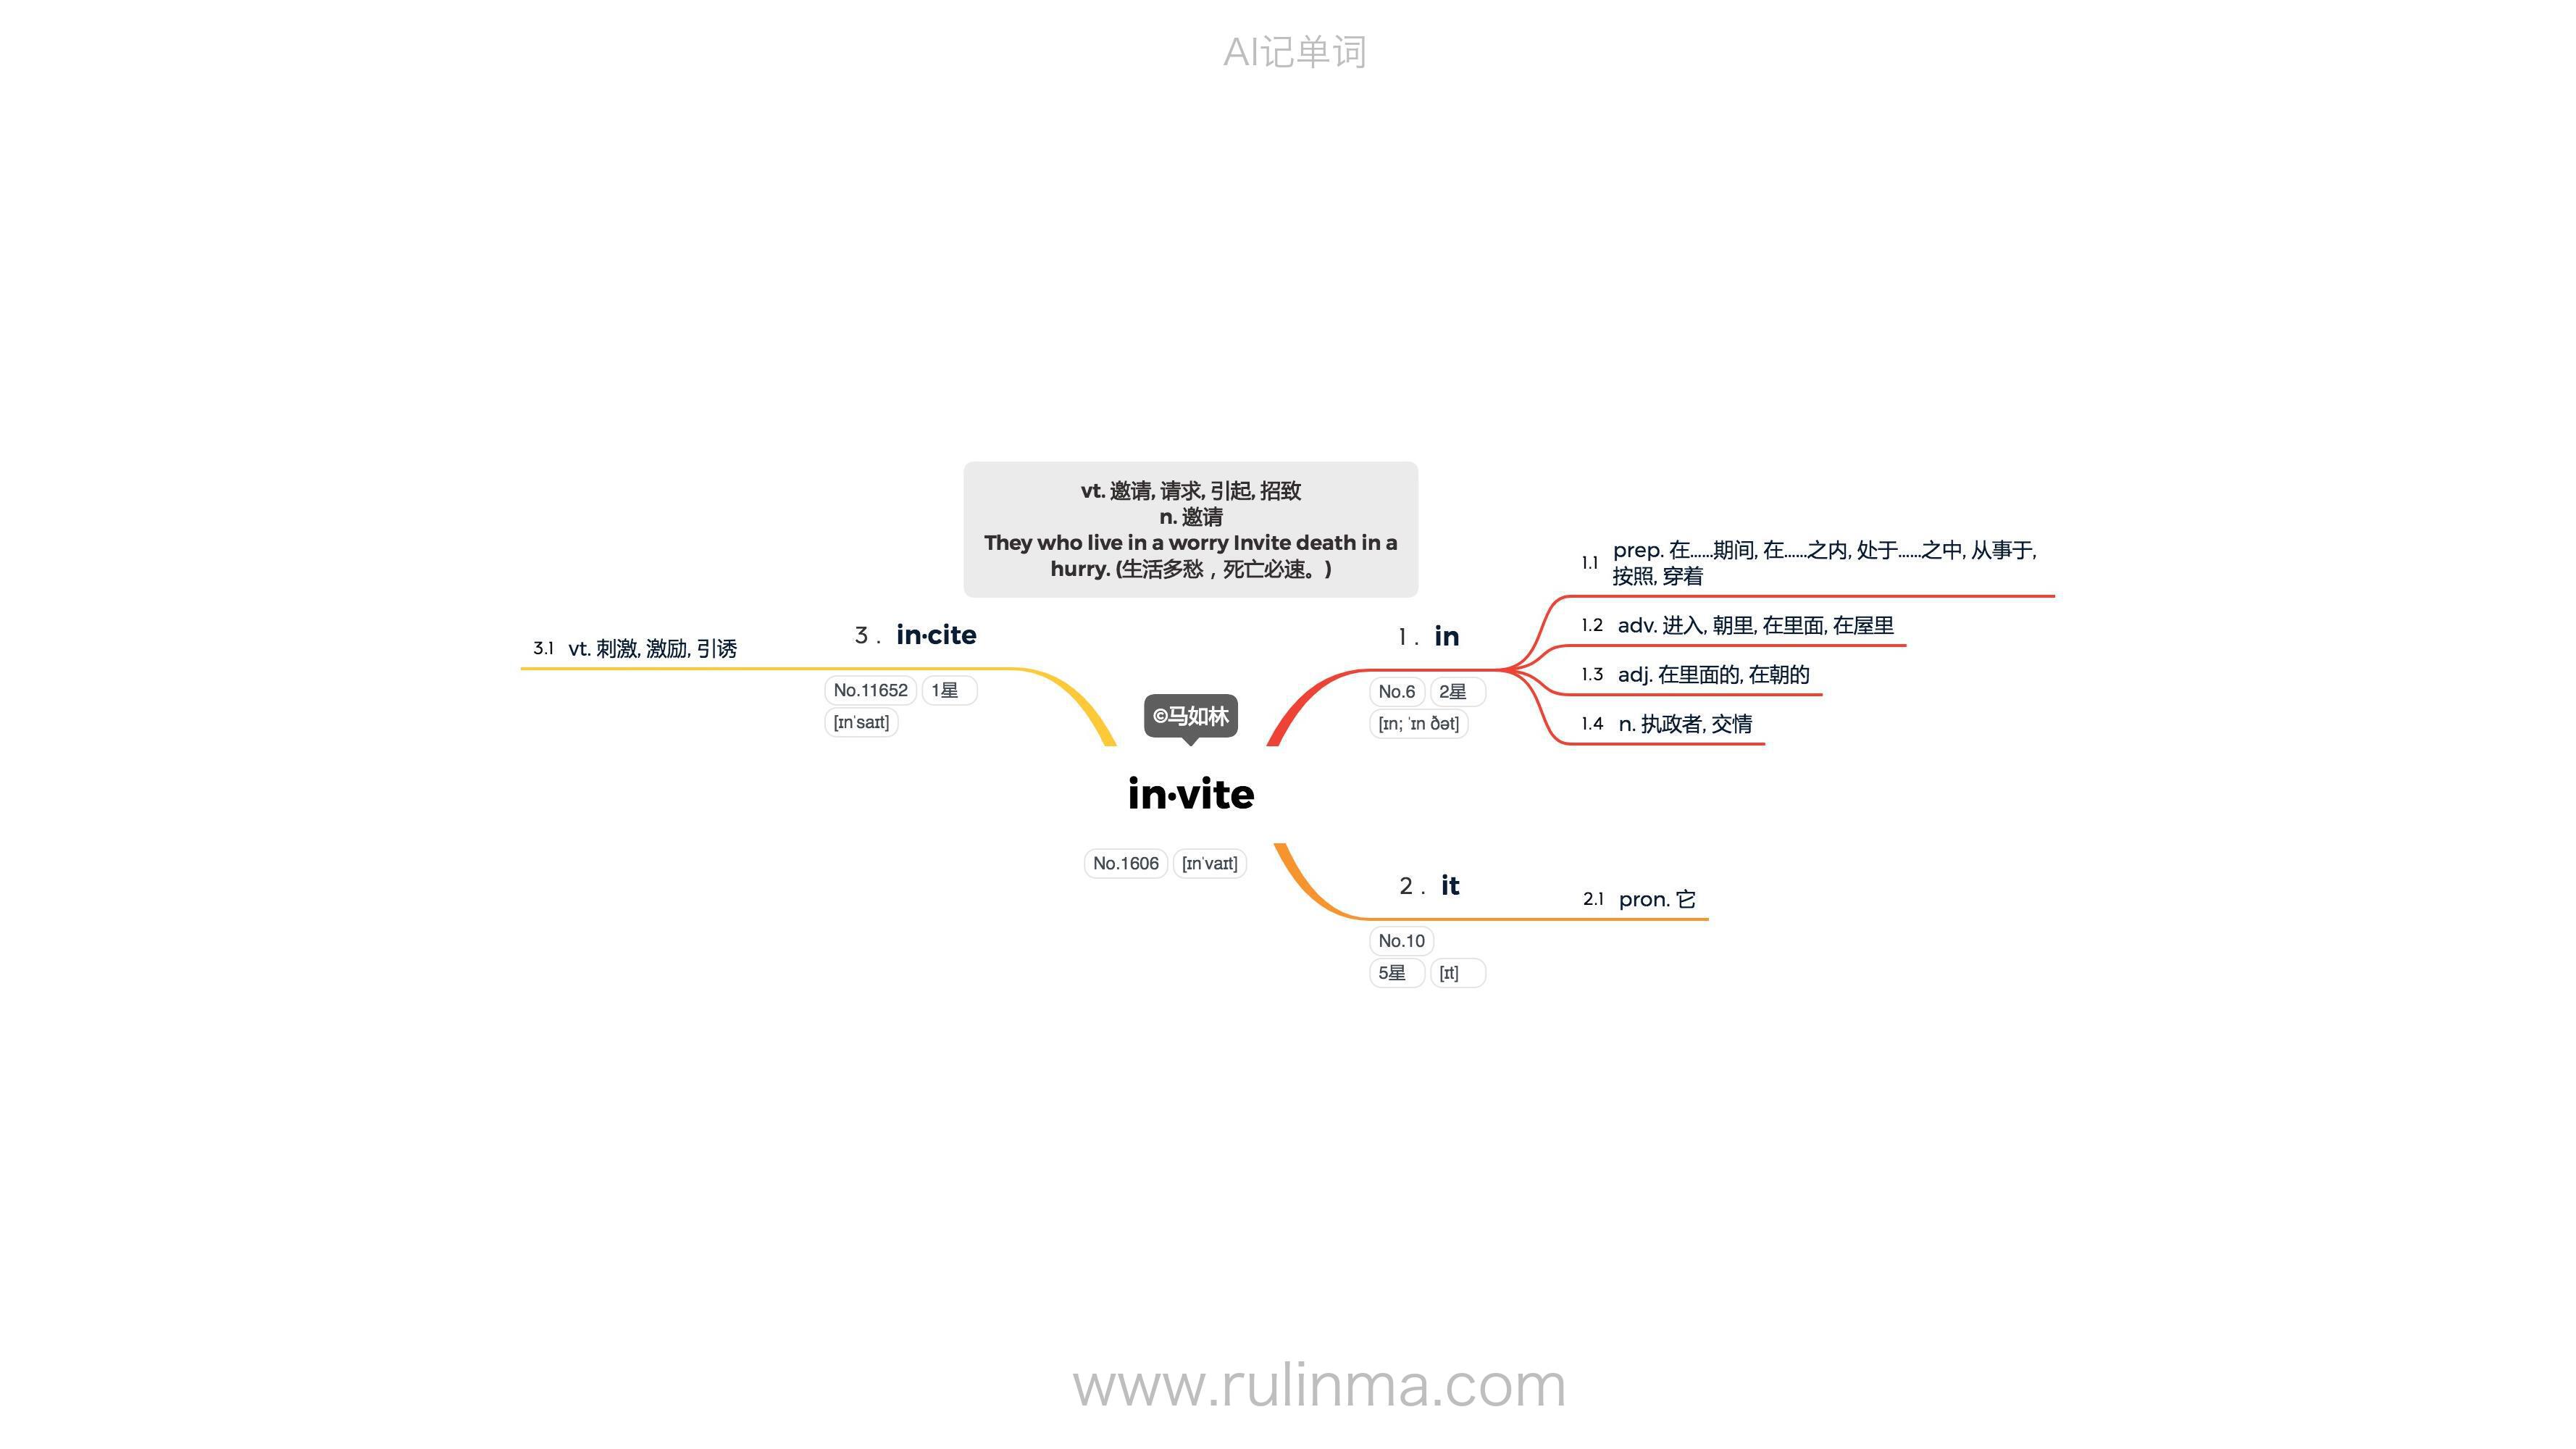 AI记单词
vt. 邀请, 请求, 引起, 招致
n. 邀请
They who live in a worry Invite death in a
hurry. (生活多愁，死亡必速。)
©马如林
in·vite
No.1606 [ɪnˈvaɪt]
1. in
No.6 2星
[ɪn; ˈɪn ðət]
1.1 prep. 在……期间, 在……之内, 处于……之中, 从事于,
按照, 穿着
1.2 adv. 进入, 朝里, 在里面, 在屋里
1.3 adj. 在里面的, 在朝的
1.4 n. 执政者, 交情
2. it
No.10
5星 [ɪt]
2.1 pron. 它
3. in·cite
No.11652 1星
[ɪnˈsaɪt]
3.1 vt. 刺激, 激励, 引诱
www.rulinma.com